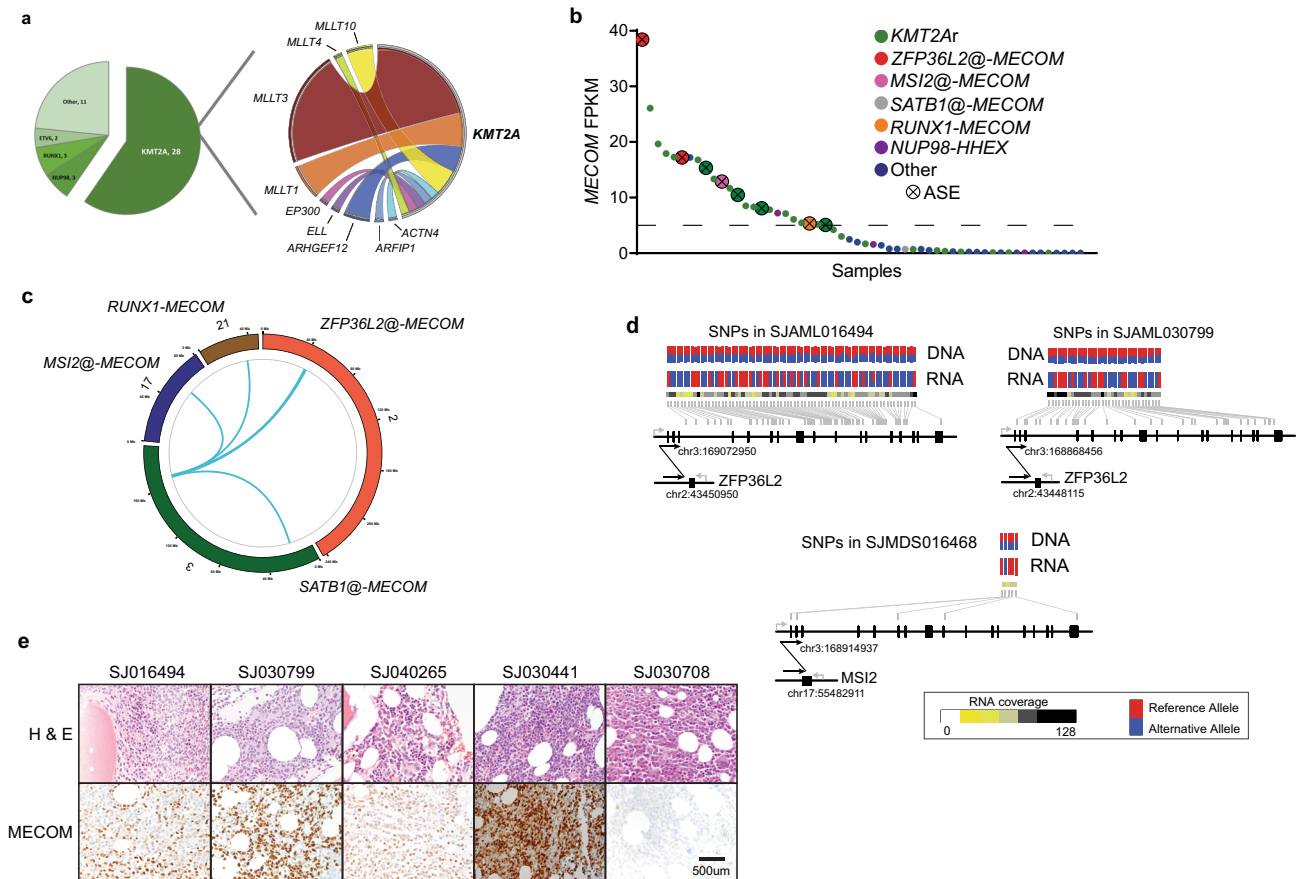 a
Other, 11
ETV6, 2
RUNX1, 3
NUP98, 3
KMT2A, 28
MLLT10
MLLT4
MLLT3
KMT2A
MLLT1
EP300
ELL
ARHGEF12
ARFIP1
ACTN4
b
MECOM FPKM
40
30
20
10
0
Samples
KMT2Ar
ZFP36L2@-MECOM
MSI2@-MECOM
SATB1@-MECOM
RUNX1-MECOM
NUP98-HHEX
Other
ASE
c
RUNX1-MECOM
MSI2@-MECOM
ZFP36L2@-MECOM
SATB1@-MECOM
21
17
2
3
d
SNPs in SJAML016494
DNA
RNA
chr3:169072950
ZFP36L2
chr2:43450950
SNPs in SJAML030799
DNA
RNA
chr3:168868456
ZFP36L2
chr2:43448115
SNPs in SJMDS016468
DNA
RNA
chr3:168914937
MSI2
chr17:55482911
RNA coverage
0
128
Reference Allele
Alternative Allele
e
SJ016494
SJ030799
SJ040265
SJ030441
SJ030708
H & E
MECOM
500um